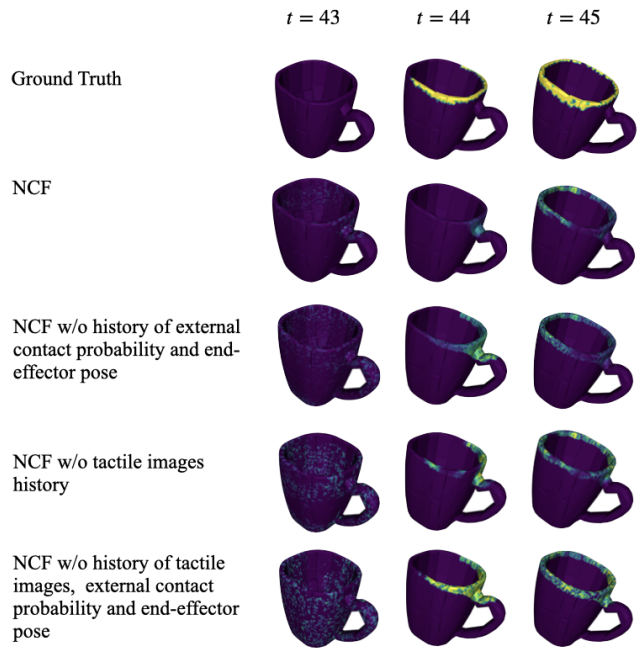 t = 43
t = 44
t = 45
Ground Truth
NCF
NCF w/o history of external
contact probability and end-
effector pose
NCF w/o tactile images
history
NCF w/o history of tactile
images, external contact
probability and end-effector
pose